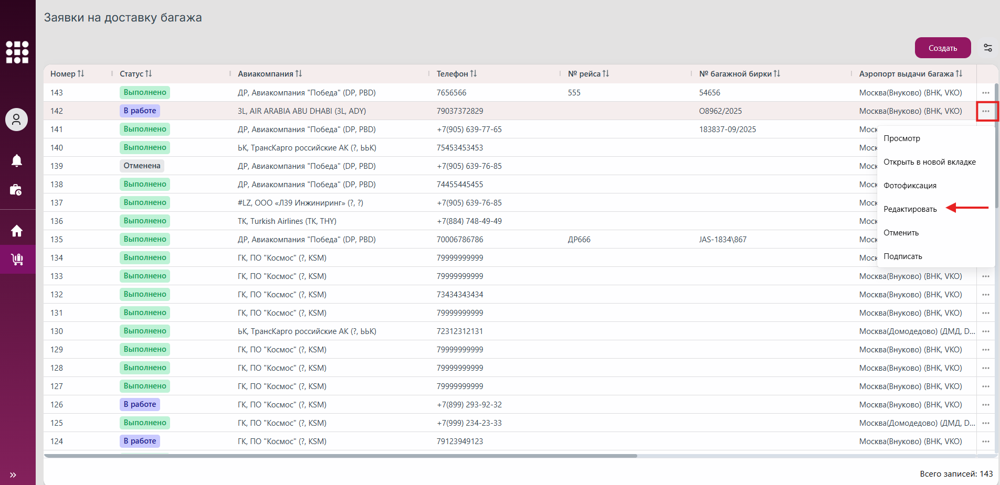 Заявки на доставку багажа
Создать
Номер Статус Авиакомпания Телефон № рейса № багажной бирки Аэропорт выдачи багажа
143 Выполнено ДР, Авиакомпания "Победа" (DP, PBD) 7656566 555 54656 Москва(Внуково) (ВНК, VKO)
142 В работе 3L, AIR ARABIA ABU DHABI (3L, ADY) 79037372829 O8962/2025 Москва(Внуково) (ВНК, VKO)
141 Выполнено ДР, Авиакомпания "Победа" (DP, PBD) +7(905) 639-77-65 183837-09/2025 Моск
140 Выполнено ЬК, ТрансКарго российские АК (?, ЬЬК) 75453453453 Моск
139 Отменена ДР, Авиакомпания "Победа" (DP, PBD) +7(905) 639-76-85 Моск
138 Выполнено ДР, Авиакомпания "Победа" (DP, PBD) 74455445455 Моск
137 Выполнено #LZ, ООО «ЛЗ9 Инжиниринг» (?, ?) +7(905) 639-76-85 Моск
136 Выполнено ТК, Turkish Airlines (TK, THY) +7(884) 748-49-49 Моск
135 Выполнено ДР, Авиакомпания "Победа" (DP, PBD) 70006786786 ДР666 JAS-1834\867 Моск
134 Выполнено ГК, ПО "Космос" (?, KSM) 79999999999 Моск
Просмотр
Открыть в новой вкладке
Фотофиксация
Редактировать
Отменить
Подписать
133 Выполнено ГК, ПО "Космос" (?, KSM) 79999999999 Москва(Внуково) (ВНК, VKO)
132 Выполнено ГК, ПО "Космос" (?, KSM) 73434343434 Москва(Внуково) (ВНК, VKO)
131 Выполнено ГК, ПО "Космос" (?, KSM) 79999999999 Москва(Внуково) (ВНК, VKO)
130 Выполнено ЬК, ТрансКарго российские АК (?, ЬЬК) 72312312131 Москва(Домодедово) (ДМД, D...
129 Выполнено ГК, ПО "Космос" (?, KSM) 79999999999 Москва(Внуково) (ВНК, VKO)
128 Выполнено ГК, ПО "Космос" (?, KSM) 79999999999 Москва(Внуково) (ВНК, VKO)
127 Выполнено ГК, ПО "Космос" (?, KSM) 79999999999 Москва(Внуково) (ВНК, VKO)
126 В работе ГК, ПО "Космос" (?, KSM) +7(899) 293-92-32 Москва(Внуково) (ВНК, VKO)
125 Выполнено ГК, ПО "Космос" (?, KSM) +7(999) 234-23-33 Москва(Домодедово) (ДМД, D...
124 В работе ГК, ПО "Космос" (?, KSM) 79123949123 Москва(Внуково) (ВНК, VKO)
Всего записей: 143